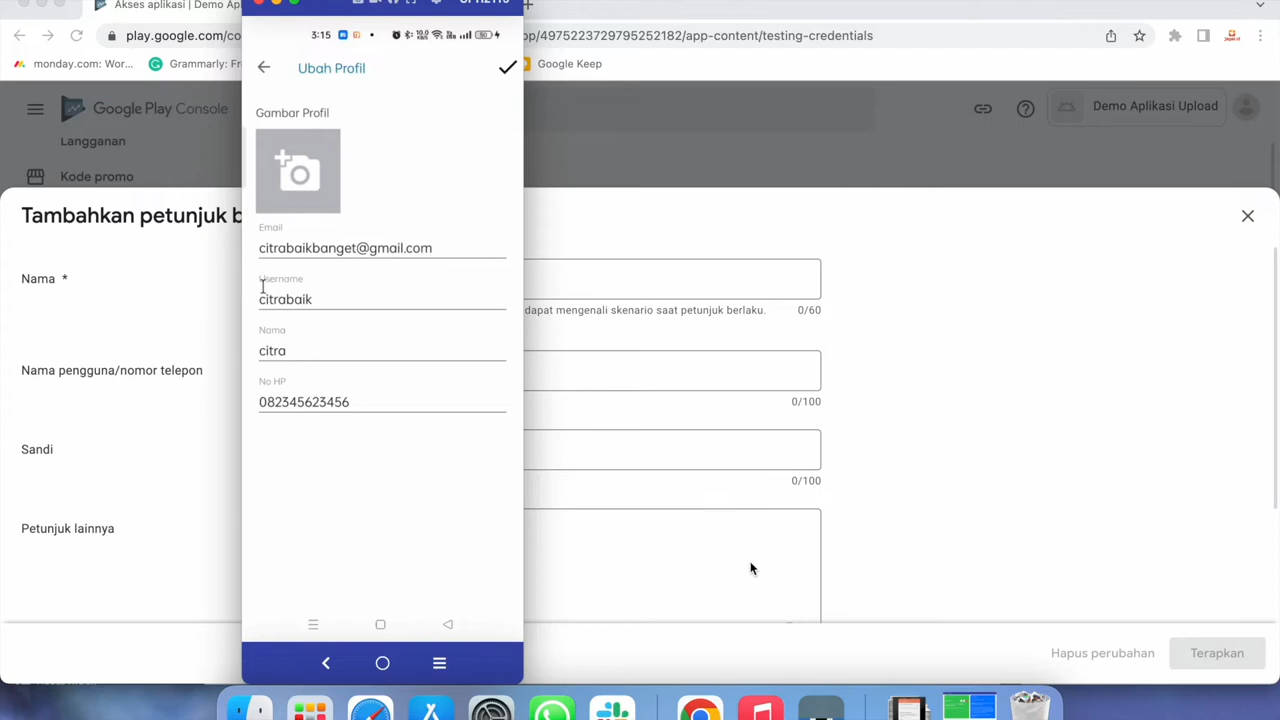 Akses aplikasi | Demo Apl
play.google.com/co
pp/4975223729795252182/app-content/testing-credentials
monday.com: Wor...
Grammarly: Fr
Google Keep
3:15
Ubah Profil
Google Play Console
Demo Aplikasi Upload
Langganan
Gambar Profil
Kode promo
Tambahkan petunjuk b
Email
citrabaikbanget@gmail.com
Nama *
Username
citrabaik
dapat mengenali skenario saat petunjuk berlaku.
0/60
Nama
citra
Nama pengguna/nomor telepon
No HP
082345623456
0/100
Sandi
0/100
Petunjuk lainnya
Hapus perubahan
Terapkan